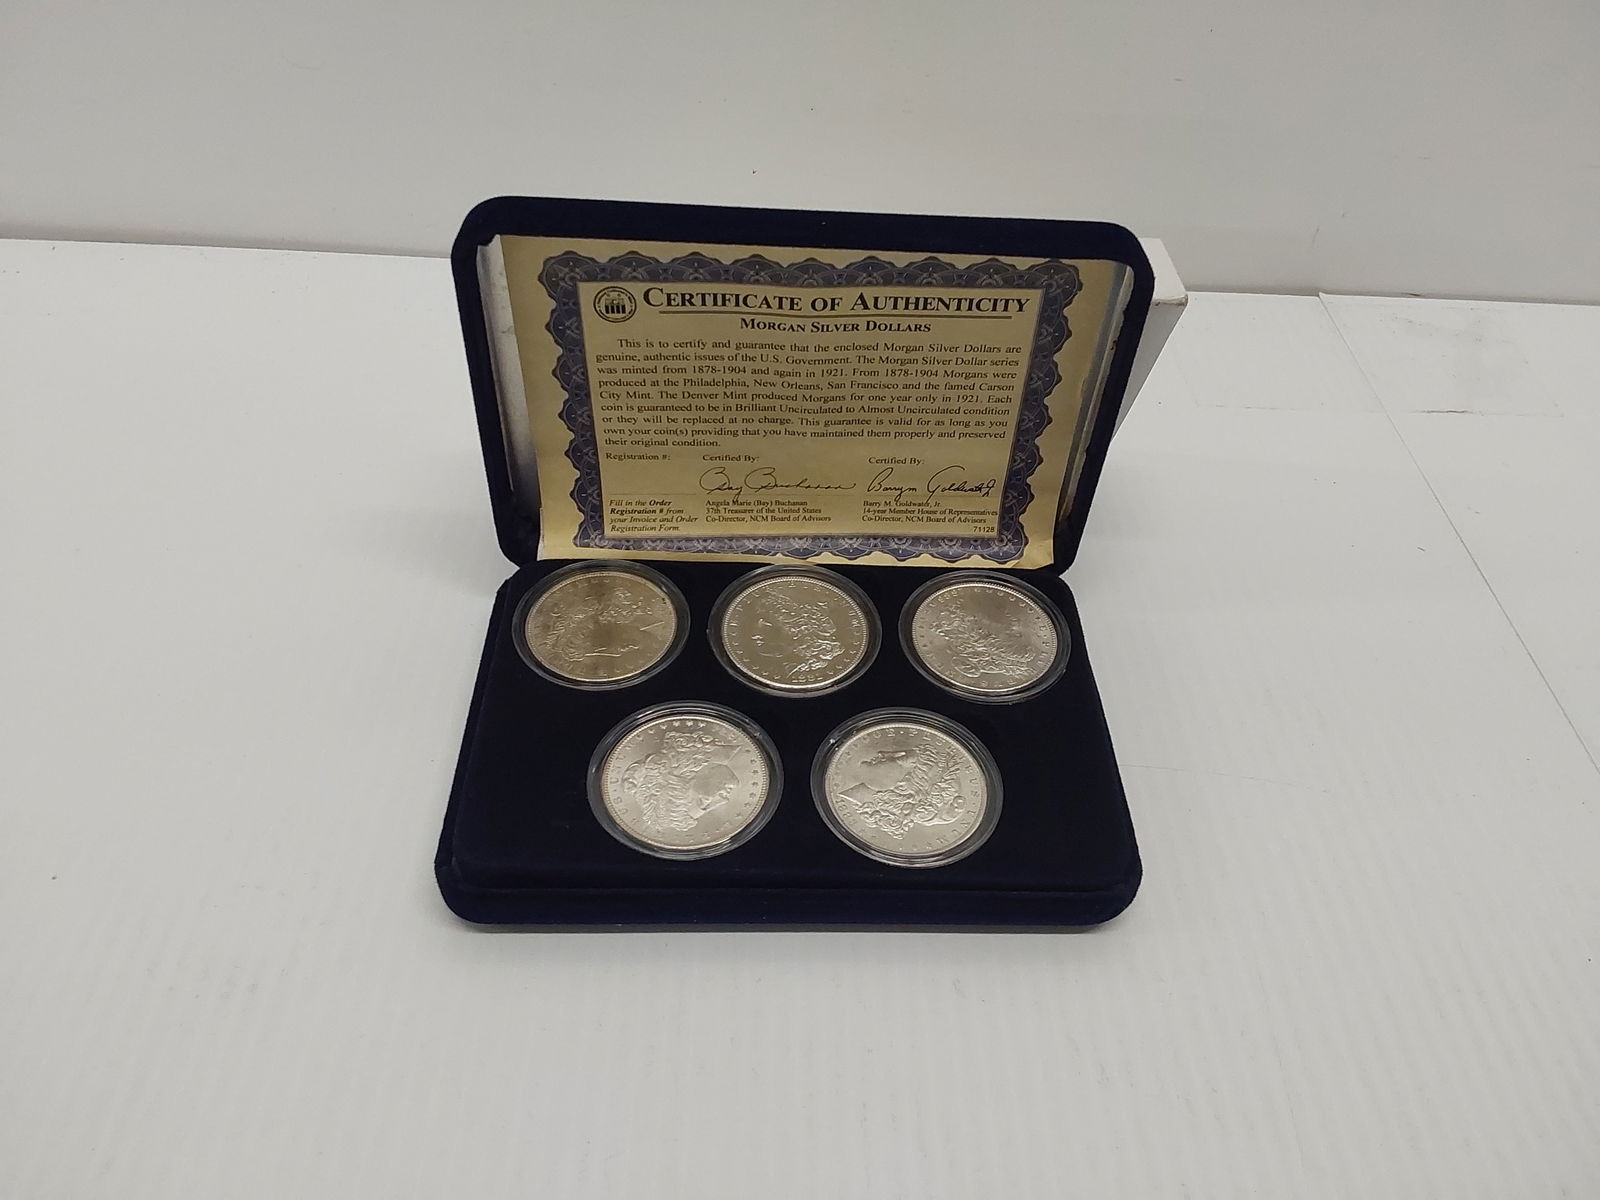 CERTIFICATE OF AUTHENTICITY
MORGAN SILVER DOLLARS
This is to certify and guarantee that the enclosed Morgan Silver Dollars are
genuine, authentic issues of the U.S. Government. The Morgan Silver Dollar series
was minted from 1878-1904 and again in 1921. From 1878-1904 Morgans were
produced at the Philadelphia, New Orleans, San Francisco and the famed Carson
City Mint. The Denver Mint produced Morgans for one year only in 1921. Each
coin is guaranteed to be in Brilliant Uncirculated to Almost Uncirculated condition
or they will be replaced at no charge. This guarantee is valid for as long as you
own your coin(s) providing that you have maintained them properly and preserved
their original condition.
Registration #: Certified By: Certified By:
Bay Buchanan Barry M Goldwater Jr
Fill in the Order
Registration # from
your Invoice and Order
Registration Form.
Angela Marie (Bay) Buchanan
37th Treasurer of the United States
Co-Director, NCM Board of Advisors
Barry M. Goldwater, Jr.
14-year Member House of Representatives
Co-Director, NCM Board of Advisors
71128
PLURIBUS UNUM